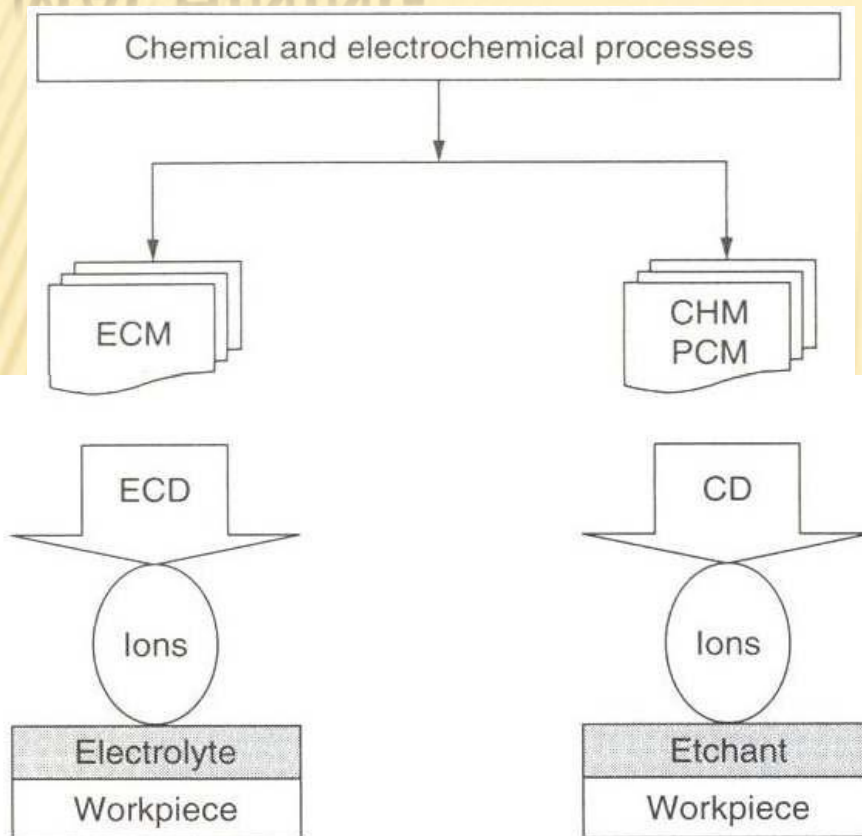 Chemical and electrochemical processes
ECM
CHM
PCM
ECD
CD
Ions
Ions
Electrolyte
Etchant
Workpiece
Workpiece